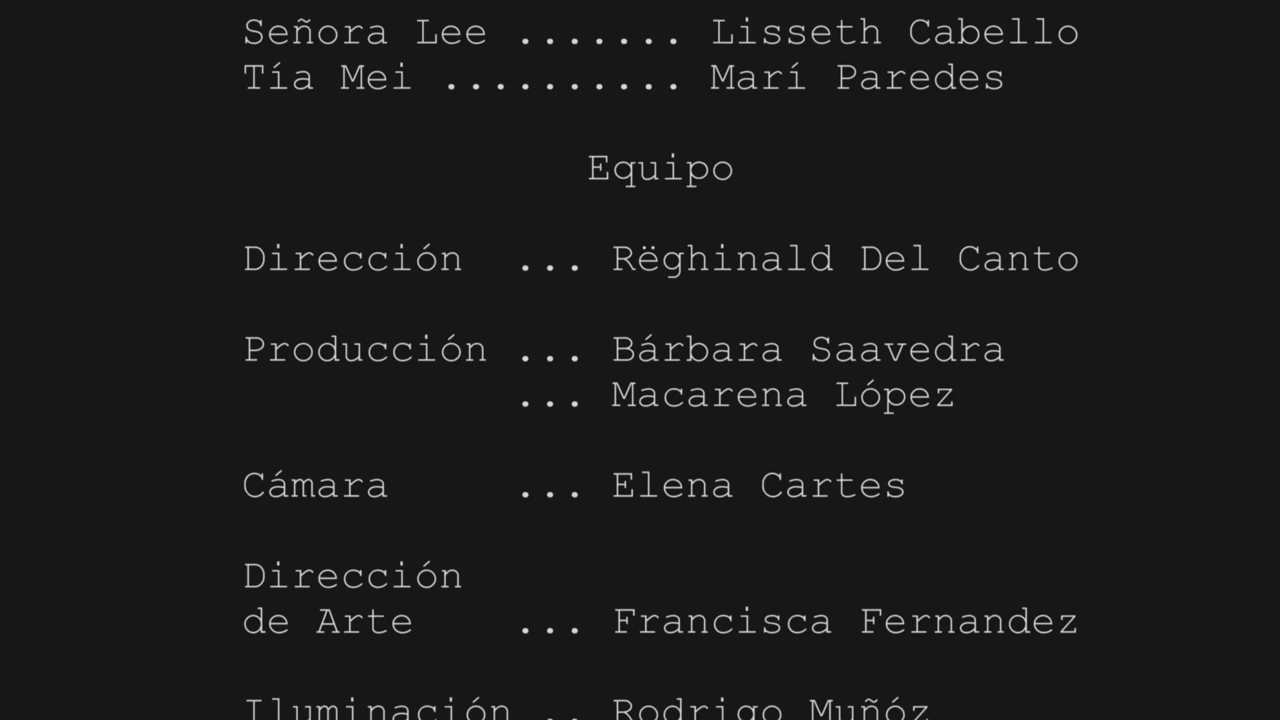 Señora Lee ....... Lisseth Cabello
Tía Mei .......... Marí Paredes
Equipo
Dirección ... Rëghinald Del Canto
Producción ... Bárbara Saavedra
... Macarena López
Cámara ... Elena Cartes
Dirección
de Arte ... Francisca Fernandez
Iluminación .. Rodrigo Muñóz